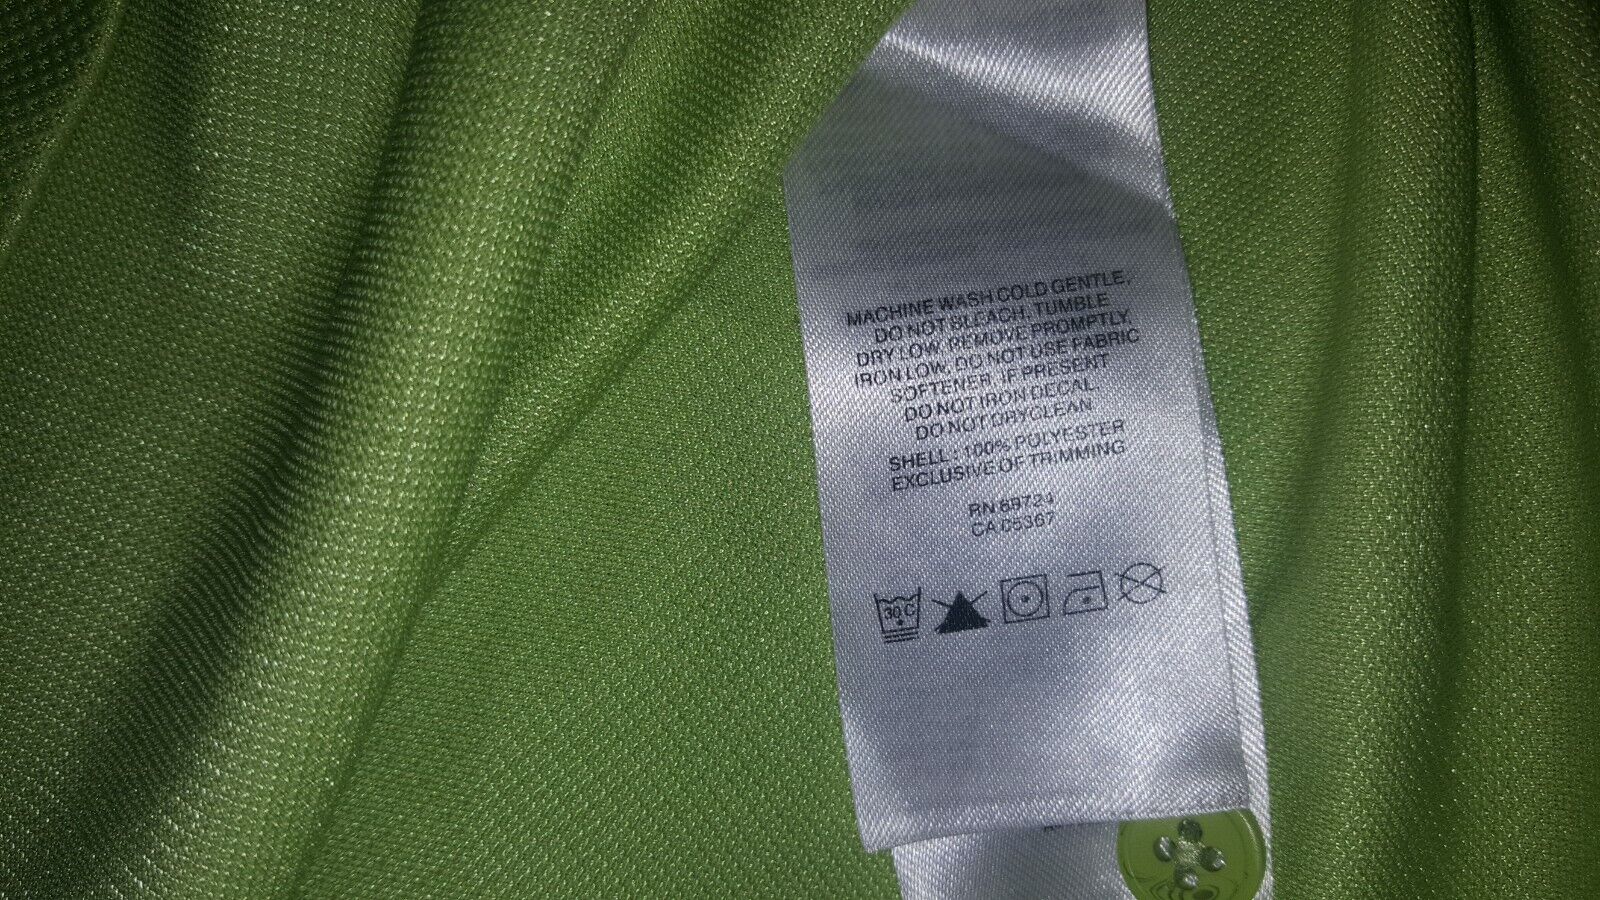 MACHINE WASH COLD GENTLE,
DO NOT BLEACH, TUMBLE
DRY LOW, REMOVE PROMPTLY,
IRON LOW, DO NOT USE FABRIC
SOFTENER, IF PRESENT
DO NOT IRON DECAL
DO NOT DRYCLEAN
SHELL : 100% POLYESTER
EXCLUSIVE OF TRIMMING
RN 69724
CA 05367
30 C